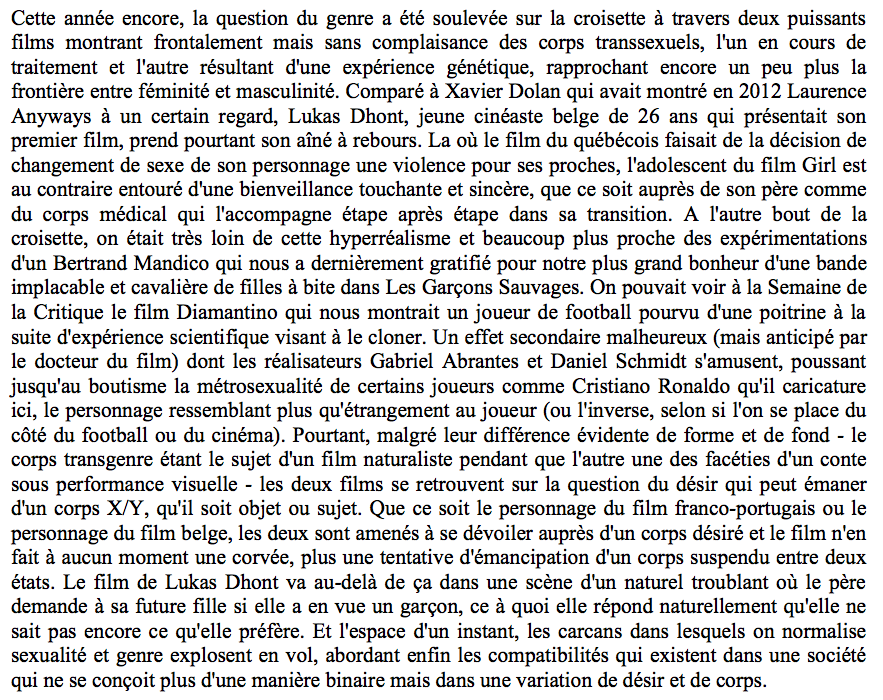 Cette année encore, la question du genre a été soulevée sur la croisette à travers deux puissants
films montrant frontalement mais sans complaisance des corps transsexuels, l'un en cours de
traitement et l'autre résultant d'une expérience génétique, rapprochant encore un peu plus la
frontière entre féminité et masculinité. Comparé à Xavier Dolan qui avait montré en 2012 Laurence
Anyways à un certain regard, Lukas Dhont, jeune cinéaste belge de 26 ans qui présentait son
premier film, prend pourtant son aîné à rebours. La où le film du québécois faisait de la décision de
changement de sexe de son personnage une violence pour ses proches, l'adolescent du film Girl est
au contraire entouré d'une bienveillance touchante et sincère, que ce soit auprès de son père comme
du corps médical qui l'accompagne étape après étape dans sa transition. A l'autre bout de la
croisette, on était très loin de cette hyperréalisme et beaucoup plus proche des expérimentations
d'un Bertrand Mandico qui nous a dernièrement gratifié pour notre plus grand bonheur d'une bande
implacable et cavalière de filles à bite dans Les Garçons Sauvages. On pouvait voir à la Semaine de
la Critique le film Diamantino qui nous montrait un joueur de football pourvu d'une poitrine à la
suite d'expérience scientifique visant à le cloner. Un effet secondaire malheureux (mais anticipé par
le docteur du film) dont les réalisateurs Gabriel Abrantes et Daniel Schmidt s'amusent, poussant
jusqu'au boutisme la métrosexualité de certains joueurs comme Cristiano Ronaldo qu'il caricature
ici, le personnage ressemblant plus qu'étrangement au joueur (ou l'inverse, selon si l'on se place du
côté du football ou du cinéma). Pourtant, malgré leur différence évidente de forme et de fond - le
corps transgenre étant le sujet d'un film naturaliste pendant que l'autre une des facéties d'un conte
sous performance visuelle - les deux films se retrouvent sur la question du désir qui peut émaner
d'un corps X/Y, qu'il soit objet ou sujet. Que ce soit le personnage du film franco-portugais ou le
personnage du film belge, les deux sont amenés à se dévoiler auprès d'un corps désiré et le film n'en
fait à aucun moment une corvée, plus une tentative d'émancipation d'un corps suspendu entre deux
états. Le film de Lukas Dhont va au-delà de ça dans une scène d'un naturel troublant où le père
demande à sa future fille si elle a en vue un garçon, ce à quoi elle répond naturellement qu'elle ne
sait pas encore ce qu'elle préfère. Et l'espace d'un instant, les carcans dans lesquels on normalise
sexualité et genre explosent en vol, abordant enfin les compatibilités qui existent dans une société
qui ne se conçoit plus d'une manière binaire mais dans une variation de désir et de corps.